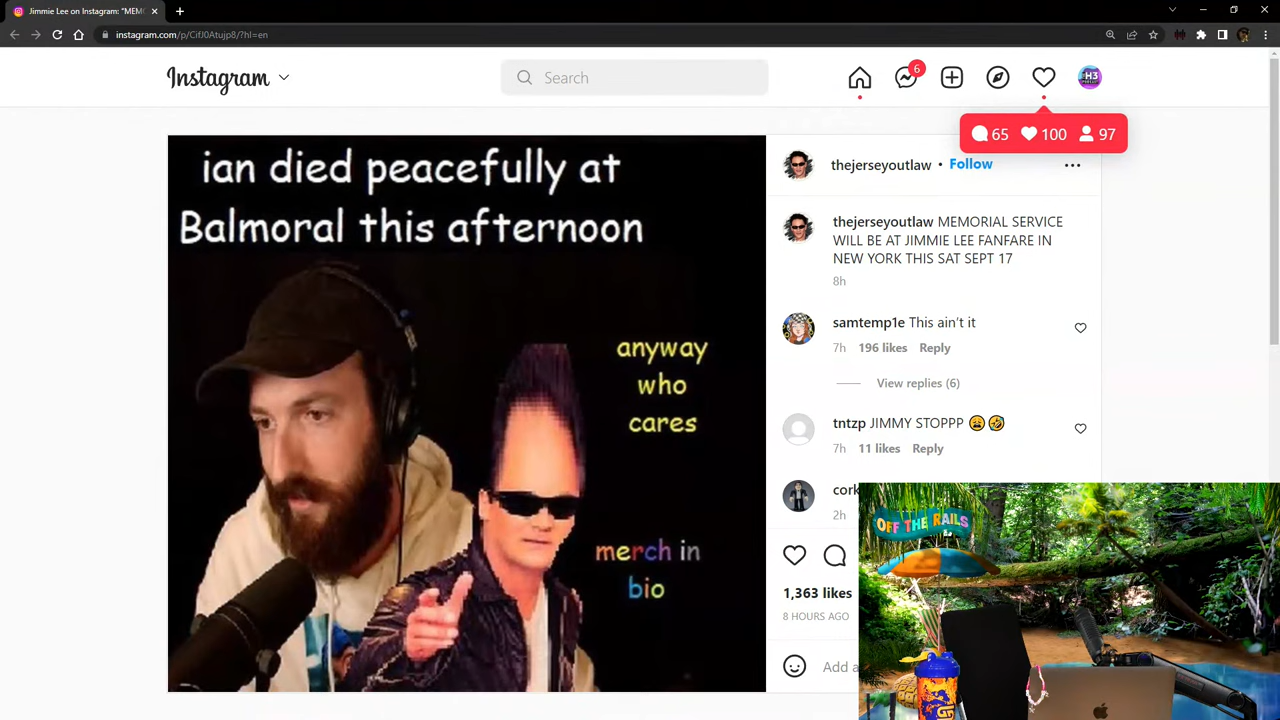 Jimmie Lee on Instagram: "MEMO
instagram.com/p/CifJ0Atujp8/?hl=en
Instagram
Search
6
H3
65 100 97
ian died peacefully at
Balmoral this afternoon
anyway
who
cares
merch in
bio
thejerseyoutlaw • Follow
thejerseyoutlaw MEMORIAL SERVICE
WILL BE AT JIMMIE LEE FANFARE IN
NEW YORK THIS SAT SEPT 17
8h
samtemp1e This ain't it
7h 196 likes Reply
View replies (6)
tntzp JIMMY STOPPP 😩🤣
7h 11 likes Reply
cork
2h
1,363 likes
8 HOURS AGO
Add a
OFF THE RAILS
G